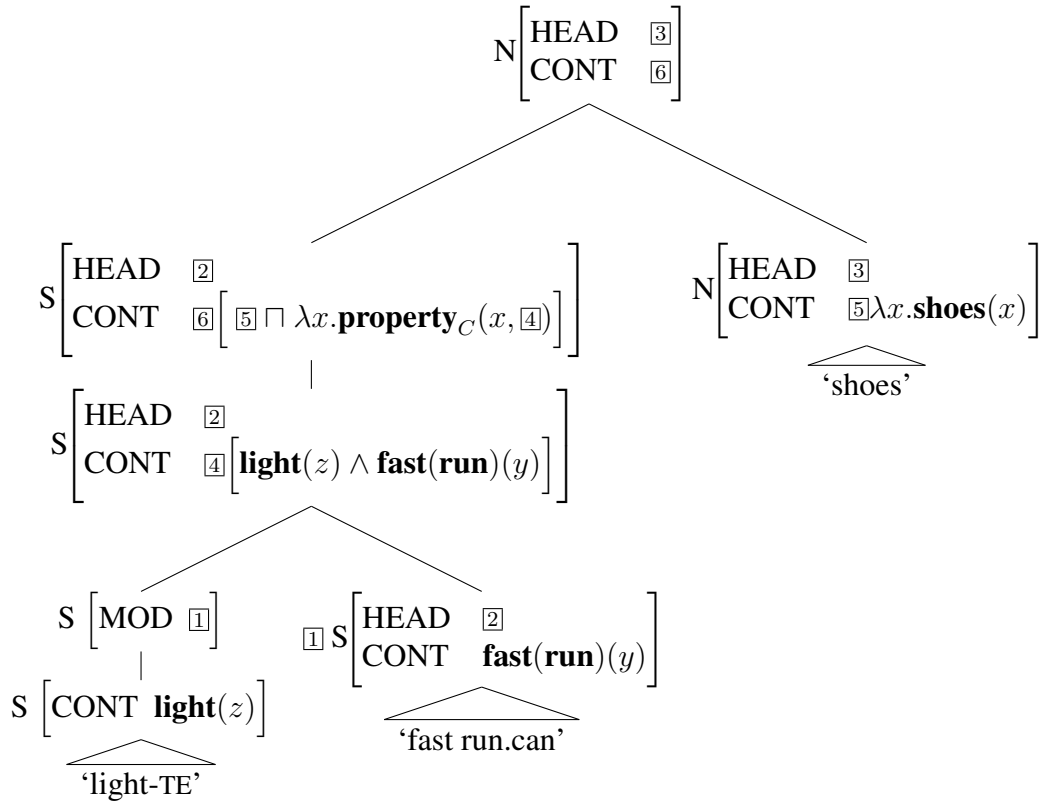 N[HEAD 3
CONT 6]
S[HEAD 2
CONT 6[ 5 ⊓ λx.property_C(x, 4)]]
N[HEAD 3
CONT 5λx.shoes(x)]
‘shoes’
S[HEAD 2
CONT 4[light(z) ∧ fast(run)(y)]]
S [MOD 1]
1 S[HEAD 2
CONT fast(run)(y)]
S [CONT light(z)]
‘fast run.can’
‘light-TE’